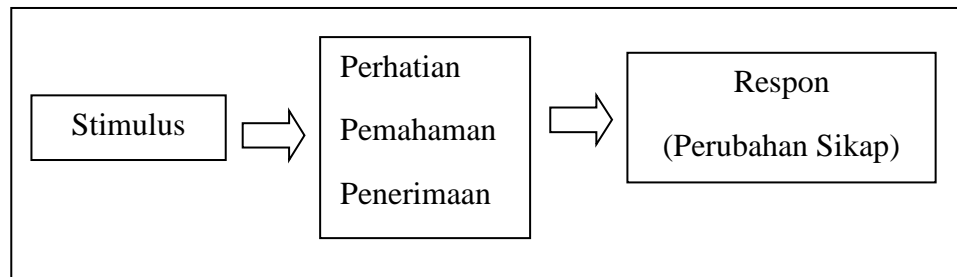 Stimulus
Perhatian
Pemahaman
Penerimaan
Respon
(Perubahan Sikap)